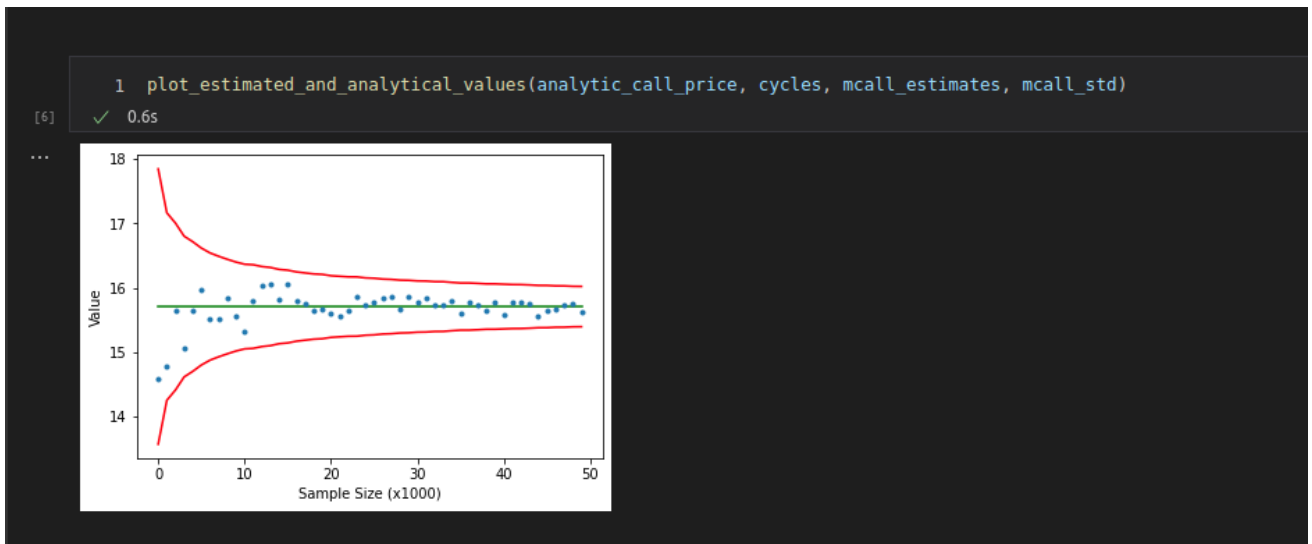 1 plot_estimated_and_analytical_values(analytic_call_price, cycles, mcall_estimates, mcall_std)
[6] ✓ 0.6s
...
18
17
16
15
14
Value
0 10 20 30 40 50
Sample Size (x1000)